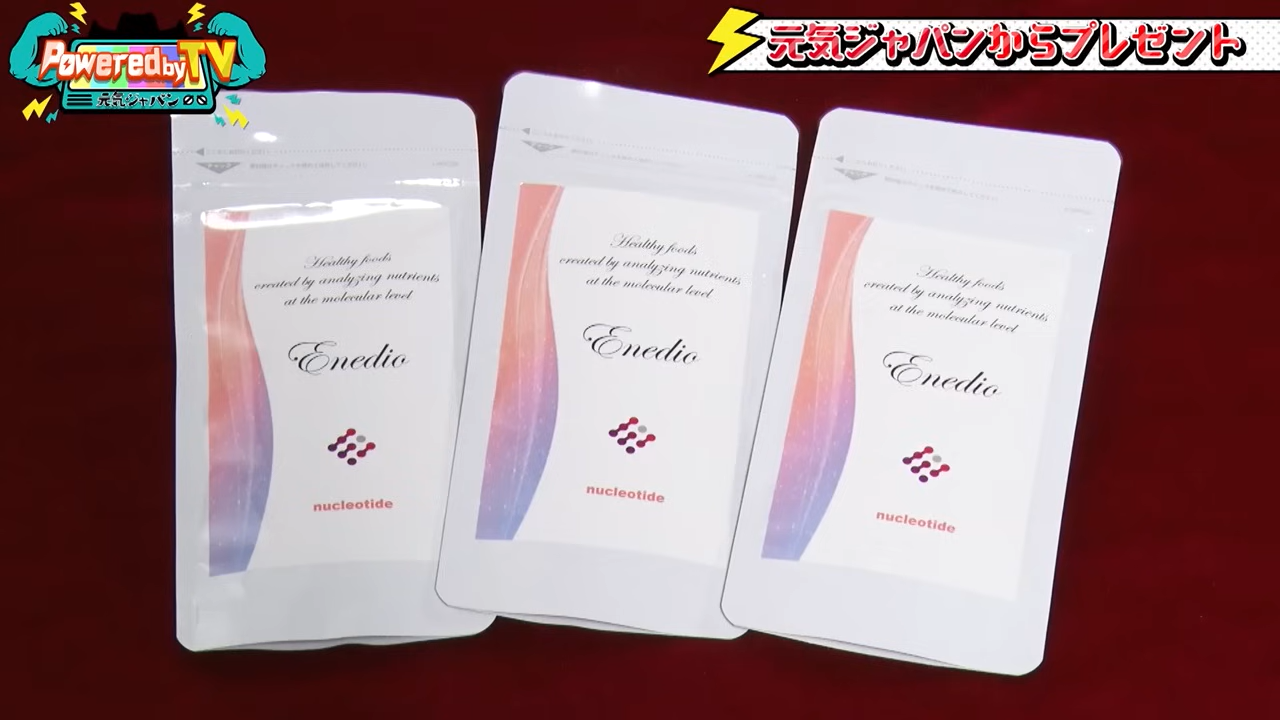 Powered by TV
元気ジャパン
元気ジャパンからプレゼント
Healthy foods
created by analyzing nutrients
at the molecular level
Enedio
nucleotide
Healthy foods
created by analyzing nutrients
at the molecular level
Enedio
nucleotide
Healthy foods
created by analyzing nutrients
at the molecular level
Enedio
nucleotide